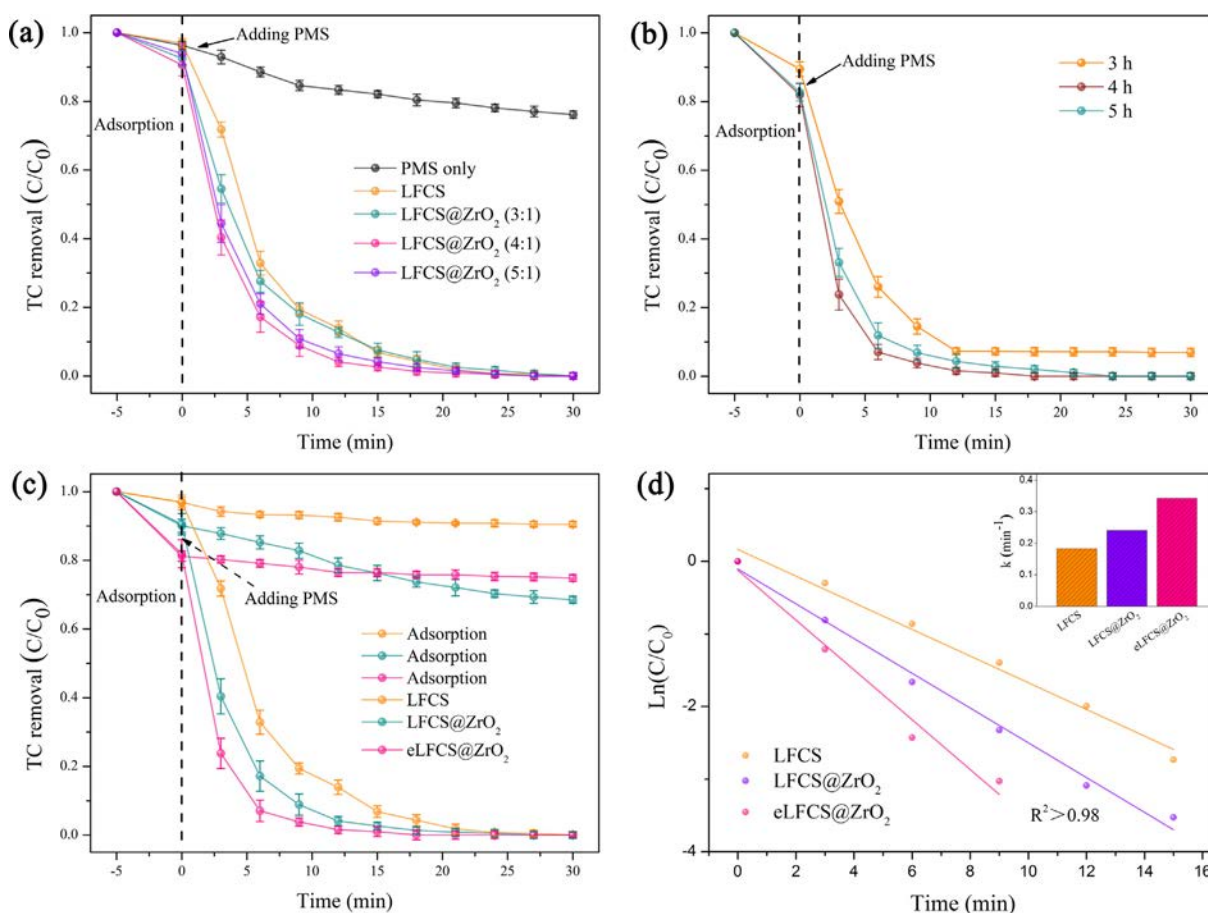 (a)
Adding PMS
Adsorption
PMS only
LFCS
LFCS@ZrO₂ (3:1)
LFCS@ZrO₂ (4:1)
LFCS@ZrO₂ (5:1)
TC removal (C/C₀)
1.0
0.8
0.6
0.4
0.2
0.0
-5 0 5 10 15 20 25 30
Time (min)
(b)
Adding PMS
Adsorption
3 h
4 h
5 h
TC removal (C/C₀)
1.0
0.8
0.6
0.4
0.2
0.0
-5 0 5 10 15 20 25 30
Time (min)
(c)
Adsorption
Adding PMS
Adsorption
Adsorption
Adsorption
LFCS
LFCS@ZrO₂
eLFCS@ZrO₂
TC removal (C/C₀)
1.0
0.8
0.6
0.4
0.2
0.0
-5 0 5 10 15 20 25 30
Time (min)
(d)
k (min⁻¹)
0.4
0.3
0.2
0.1
0.0
LFCS
LFCS@ZrO₂
eLFCS@ZrO₂
Ln(C/C₀)
0
-2
-4
LFCS
LFCS@ZrO₂
eLFCS@ZrO₂
R²>0.98
0 2 4 6 8 10 12 14 16
Time (min)